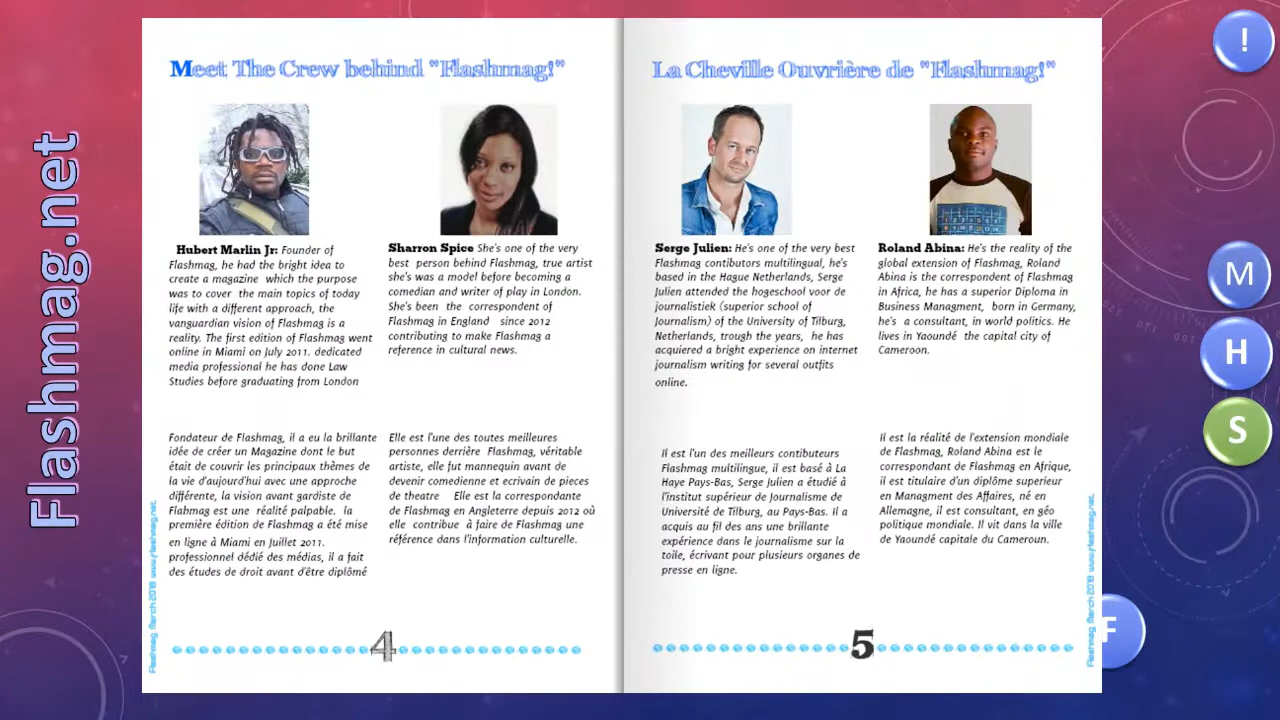 Flashmag.net
Meet The Crew behind "Flashmag!"
Hubert Marlin Jr: Founder of
Flashmag, he had the bright idea to
create a magazine which the purpose
was to cover the main topics of today
life with a different approach, the
vanguardian vision of Flashmag is a
reality. The first edition of Flashmag went
online in Miami on July 2011. dedicated
media professional he has done Law
Studies before graduating from London
Sharron Spice She's one of the very
best person behind Flashmag, true artist
she's was a model before becoming a
comedian and writer of play in London.
She's been the correspondent of
Flashmag in England since 2012
contributing to make Flashmag a
reference in cultural news.
Fondateur de Flashmag, il a eu la brillante
idée de créer un Magazine dont le but
était de couvrir les principaux thèmes de
la vie d'aujourd'hui avec une approche
différente, la vision avant gardiste de
Flahmag est une réalité palpable. la
première édition de Flashmag a été mise
en ligne à Miami en Juillet 2011.
professionnel dédié des médias, il a fait
des études de droit avant d'être diplômé
Elle est l'une des toutes meilleures
personnes derrière Flashmag, véritable
artiste, elle fut mannequin avant de
devenir comedienne et ecrivain de pieces
de theatre Elle est la correspondante
de Flashmag en Angleterre depuis 2012 où
elle contribue à faire de Flashmag une
référence dans l'information culturelle.
Flashmag March 2018 www.flashmag.net
4
La Cheville Ouvrière de "Flashmag!"
Serge Julien: He's one of the very best
Flashmag contibutors multilingual, he's
based in the Hague Netherlands, Serge
Julien attended the hogeschool voor de
journalistiek (superior school of
Journalism) of the University of Tilburg,
Netherlands, trough the years, he has
acquiered a bright experience on internet
journalism writing for several outfits
online.
Roland Abina: He's the reality of the
global extension of Flashmag, Roland
Abina is the correspondent of Flashmag
in Africa, he has a superior Diploma in
Business Managment, born in Germany,
he's a consultant, in world politics. He
lives in Yaoundé the capital city of
Cameroon.
Il est l'un des meilleurs contibuteurs
Flashmag multilingue, il est basé à La
Haye Pays-Bas, Serge Julien a étudié à
l'institut supérieur de Journalisme de
Université de Tilburg, au Pays-Bas. Il a
acquis au fil des ans une brillante
expérience dans le journalisme sur la
toile, écrivant pour plusieurs organes de
presse en ligne.
Il est la réalité de l'extension mondiale
de Flashmag, Roland Abina est le
correspondant de Flashmag en Afrique,
il est titulaire d'un diplôme superieur
en Managment des Affaires, né en
Allemagne, il est consultant, en géo
politique mondiale. Il vit dans la ville
de Yaoundé capitale du Cameroun.
Flashmag March 2018 www.flashmag.net
5
!
M
H
S
F